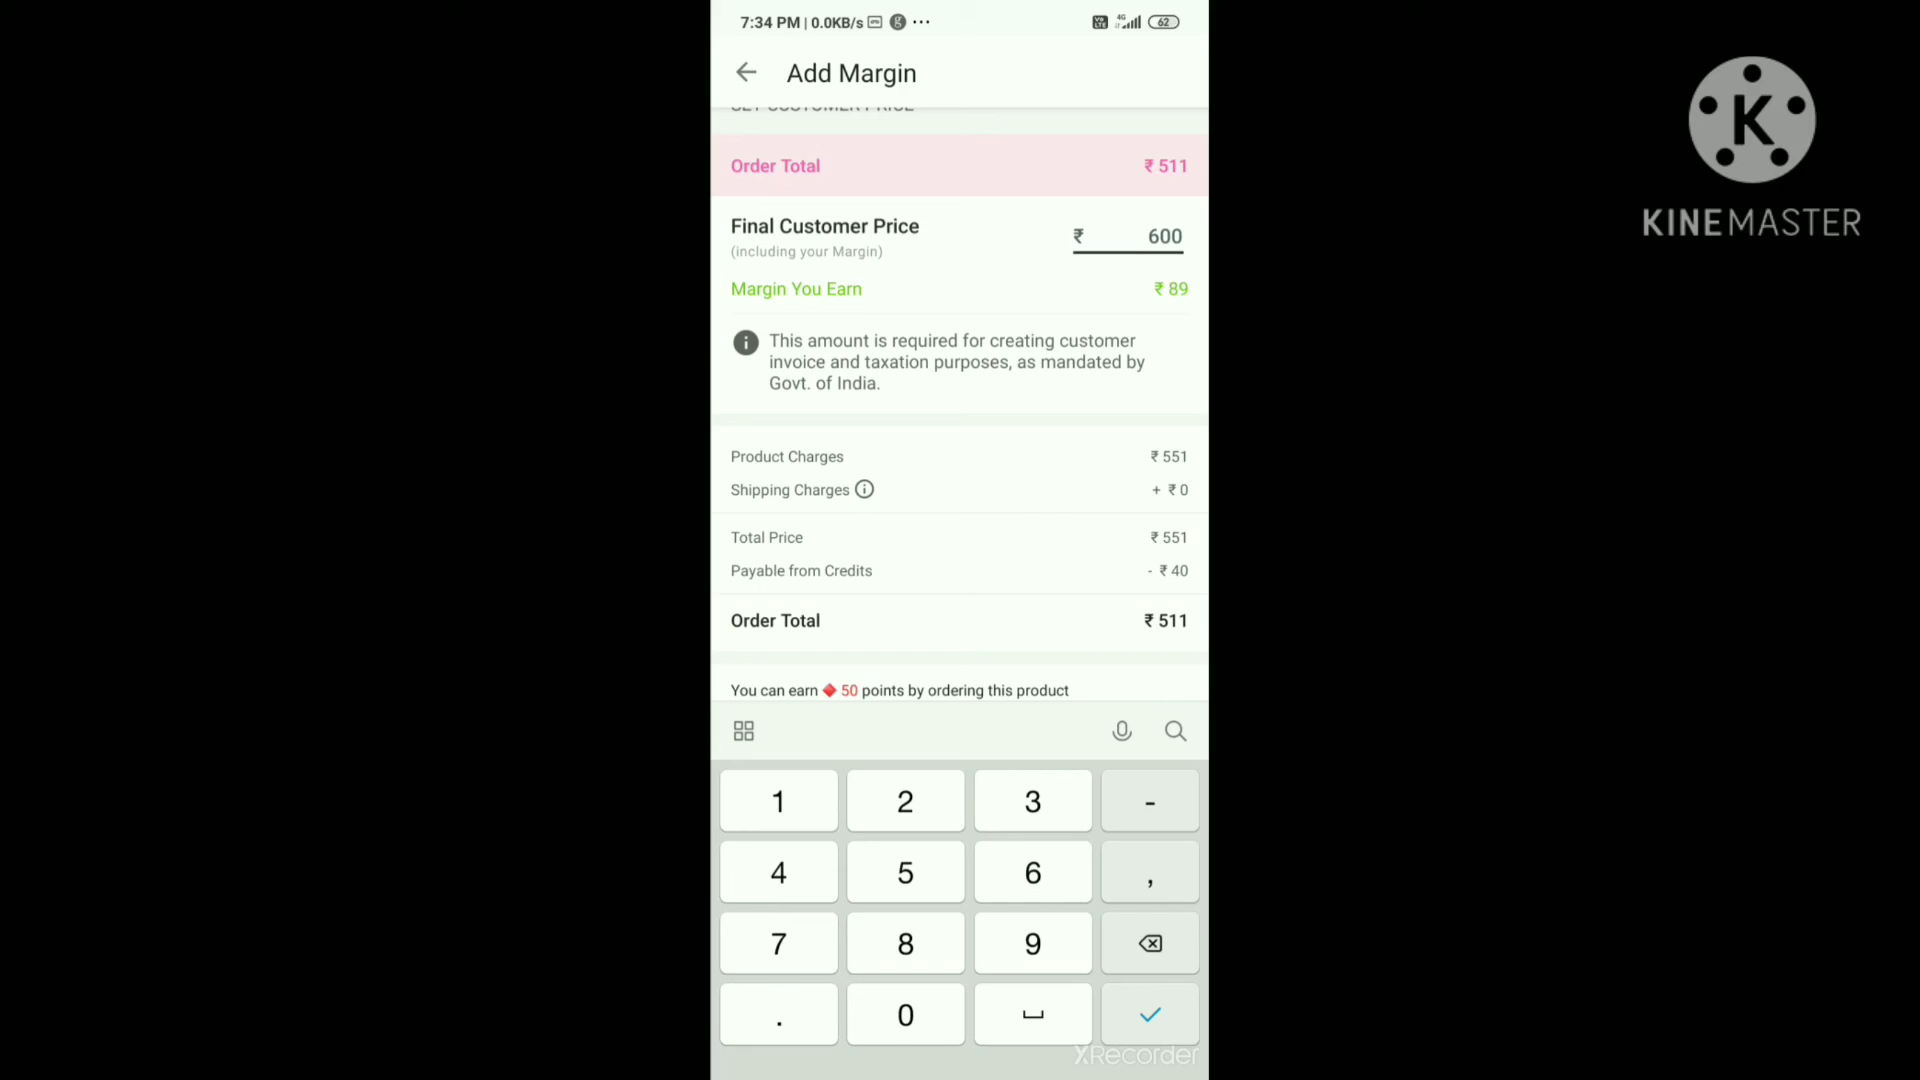 7:34 PM | 0.0KB/s ...
Vo LTE 4G 62
Add Margin
SET CUSTOMER PRICE
Order Total ₹ 511
Final Customer Price ₹ 600
(including your Margin)
Margin You Earn ₹ 89
This amount is required for creating customer
invoice and taxation purposes, as mandated by
Govt. of India.
Product Charges ₹ 551
Shipping Charges + ₹ 0
Total Price ₹ 551
Payable from Credits - ₹ 40
Order Total ₹ 511
You can earn 50 points by ordering this product
1 2 3 -
4 5 6 ,
7 8 9
. 0
XRecorder
K
KINEMASTER